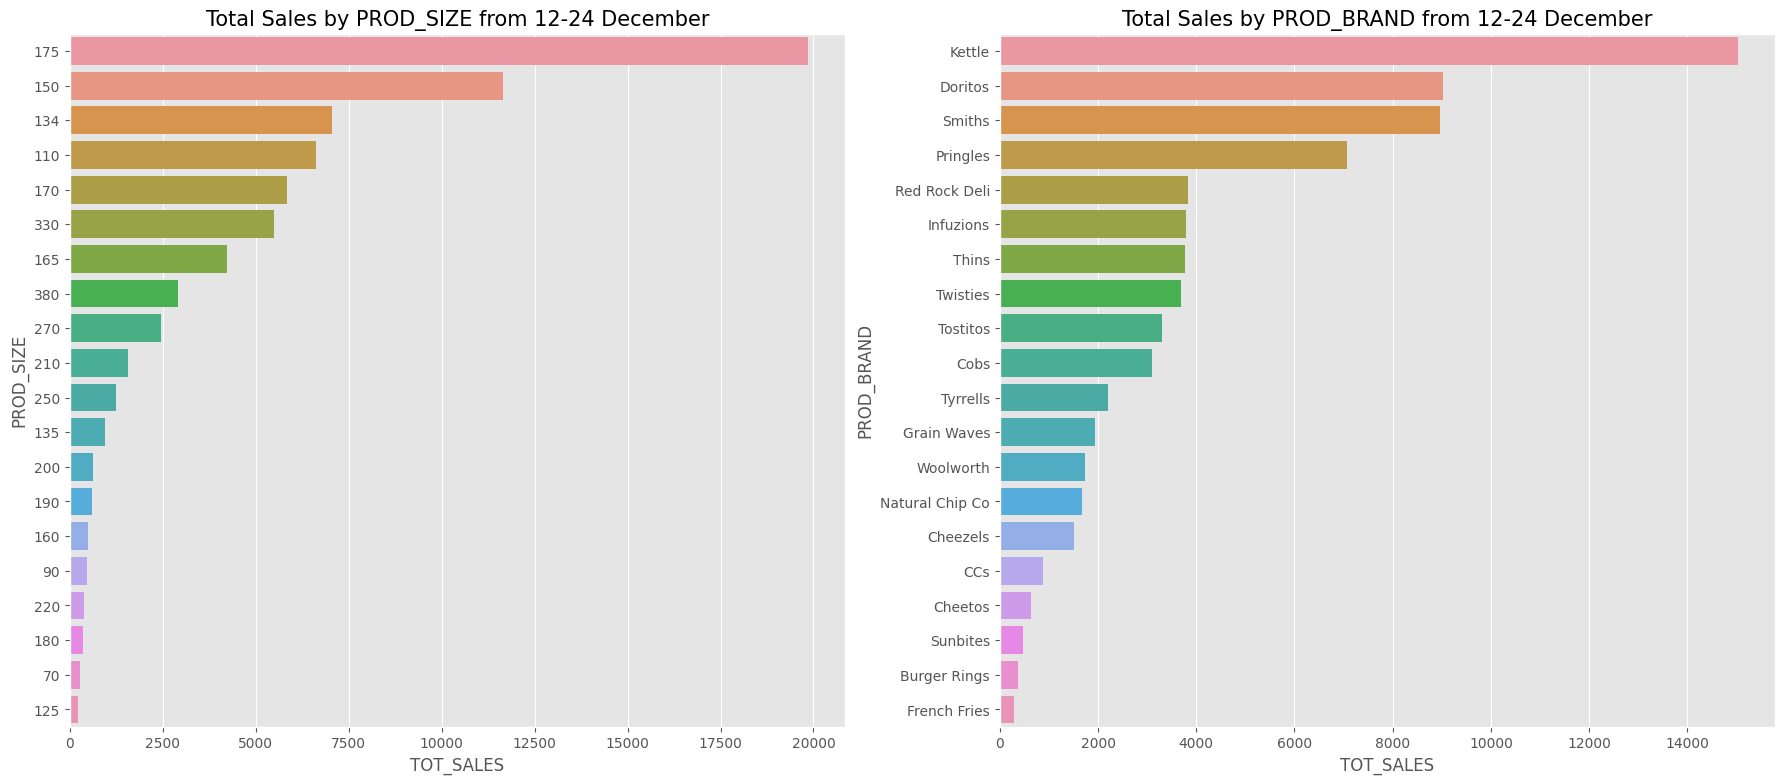 Total Sales by PROD_SIZE from 12-24 December
PROD_SIZE
175
150
134
110
170
330
165
380
270
210
250
135
200
190
160
90
220
180
70
125
0 2500 5000 7500 10000 12500 15000 17500 20000
TOT_SALES
Total Sales by PROD_BRAND from 12-24 December
PROD_BRAND
Kettle
Doritos
Smiths
Pringles
Red Rock Deli
Infuzions
Thins
Twisties
Tostitos
Cobs
Tyrrells
Grain Waves
Woolworth
Natural Chip Co
Cheezels
CCs
Cheetos
Sunbites
Burger Rings
French Fries
0 2000 4000 6000 8000 10000 12000 14000
TOT_SALES